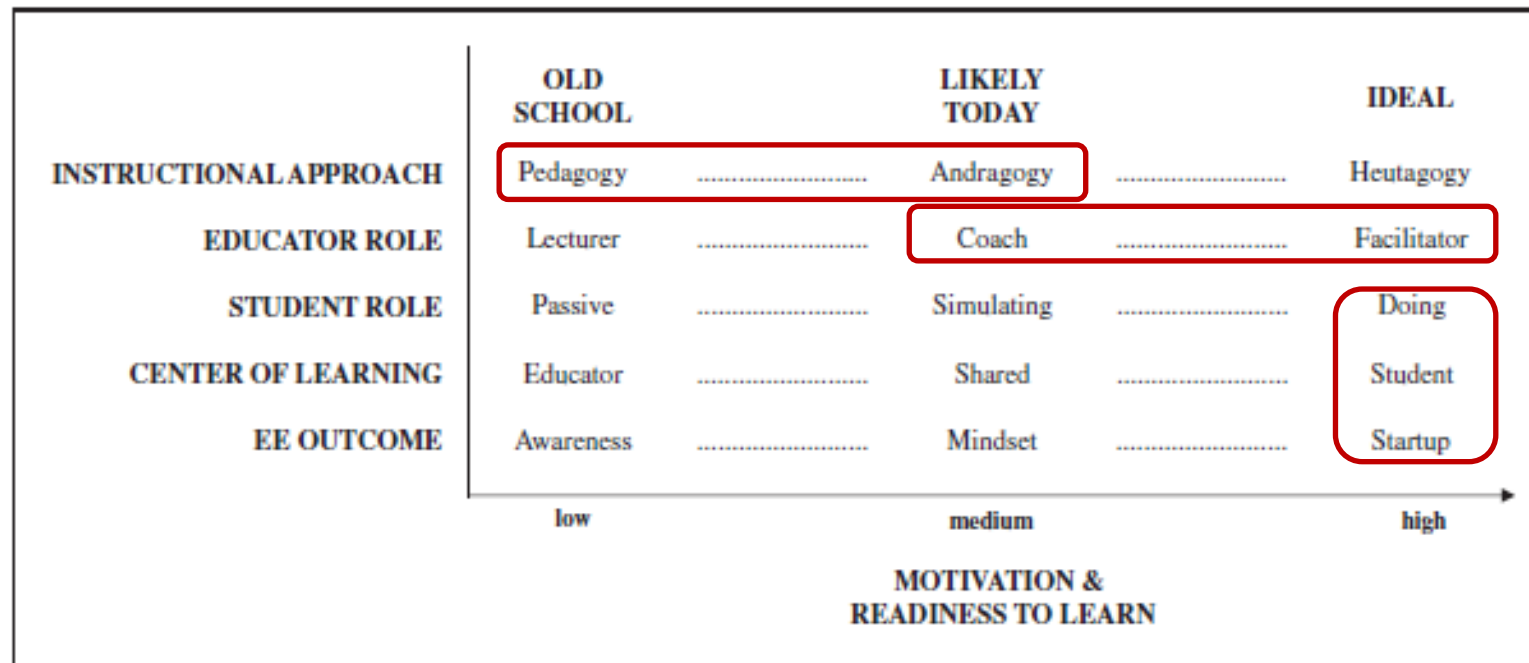 OLD SCHOOL LIKELY TODAY IDEAL
INSTRUCTIONAL APPROACH Pedagogy ......................... Andragogy ......................... Heutagogy
EDUCATOR ROLE Lecturer ......................... Coach ......................... Facilitator
STUDENT ROLE Passive ......................... Simulating ......................... Doing
CENTER OF LEARNING Educator ......................... Shared ......................... Student
EE OUTCOME Awareness ......................... Mindset ......................... Startup
low medium high
MOTIVATION &
READINESS TO LEARN